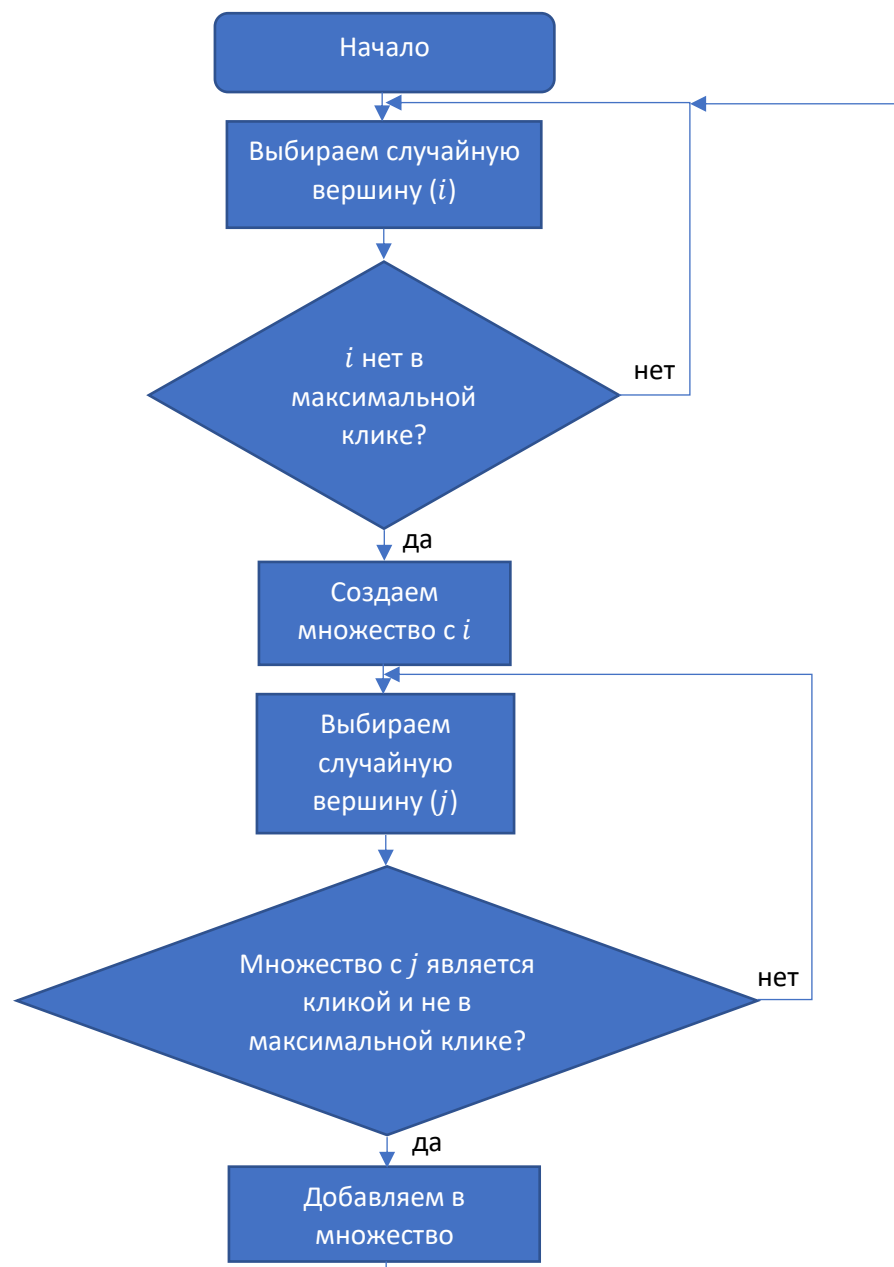 Начало
Выбираем случайную
вершину (i)
i нет в
максимальной
клике?
нет
да
Создаем
множество с i
Выбираем
случайную
вершину (j)
Множество с j является
кликой и не в
максимальной клике?
нет
да
Добавляем в
множество